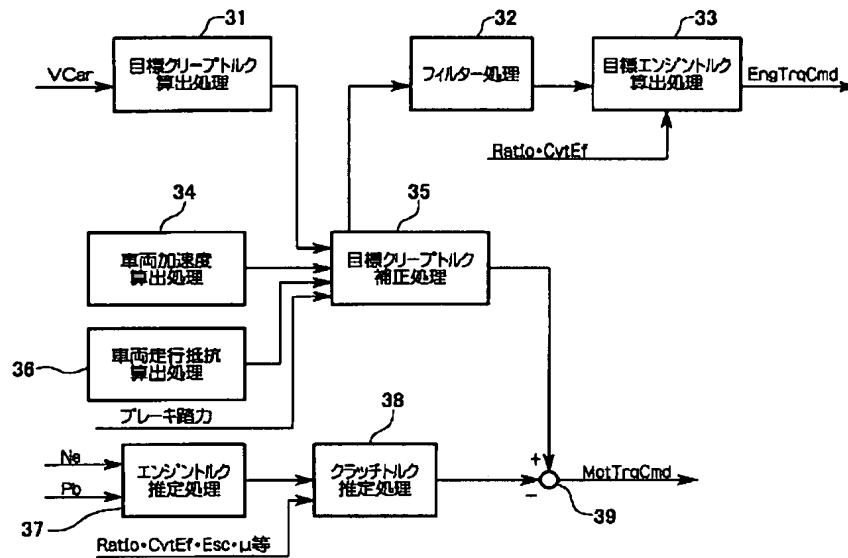 31
32
33
VCar
目標クリープトルク
算出処理
フィルター処理
目標エンジントルク
算出処理
EngTrqCmd
Ratio・CvtEf
34
35
車両加速度
算出処理
目標クリープトルク
補正処理
36
車両走行抵抗
算出処理
ブレーキ踏力
38
Ne
Pb
エンジントルク
推定処理
クラッチトルク
推定処理
+
−
MotTrqCmd
39
37
Ratio・CvtEf・Esc・μ等